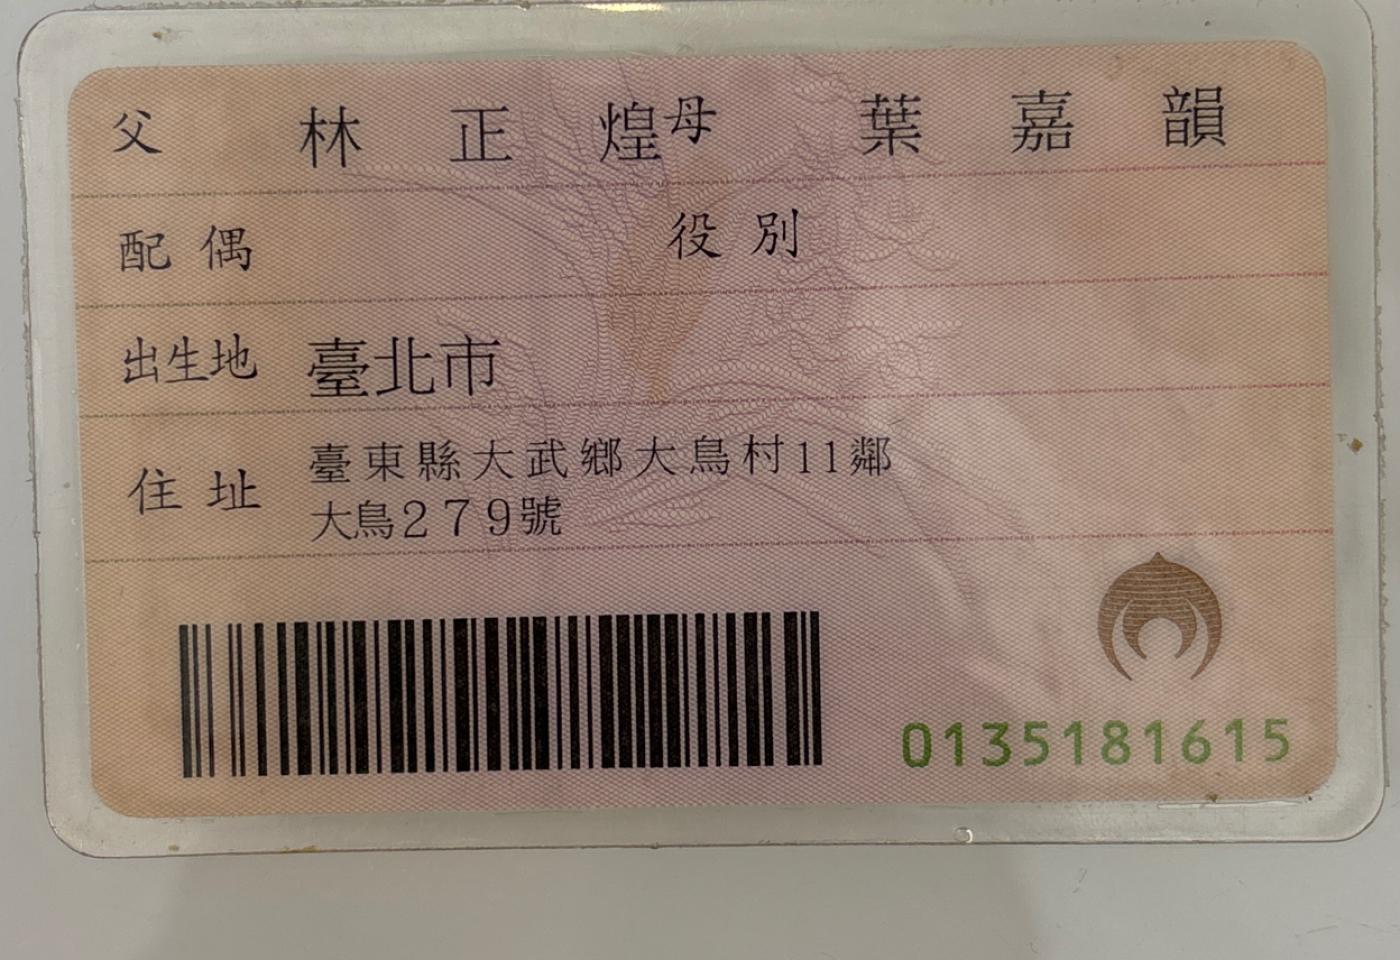 父 林正煌 母 葉嘉韻
配偶 役別
出生地 臺北市
住址 臺東縣大武鄉大鳥村11鄰
大鳥279號
0135181615